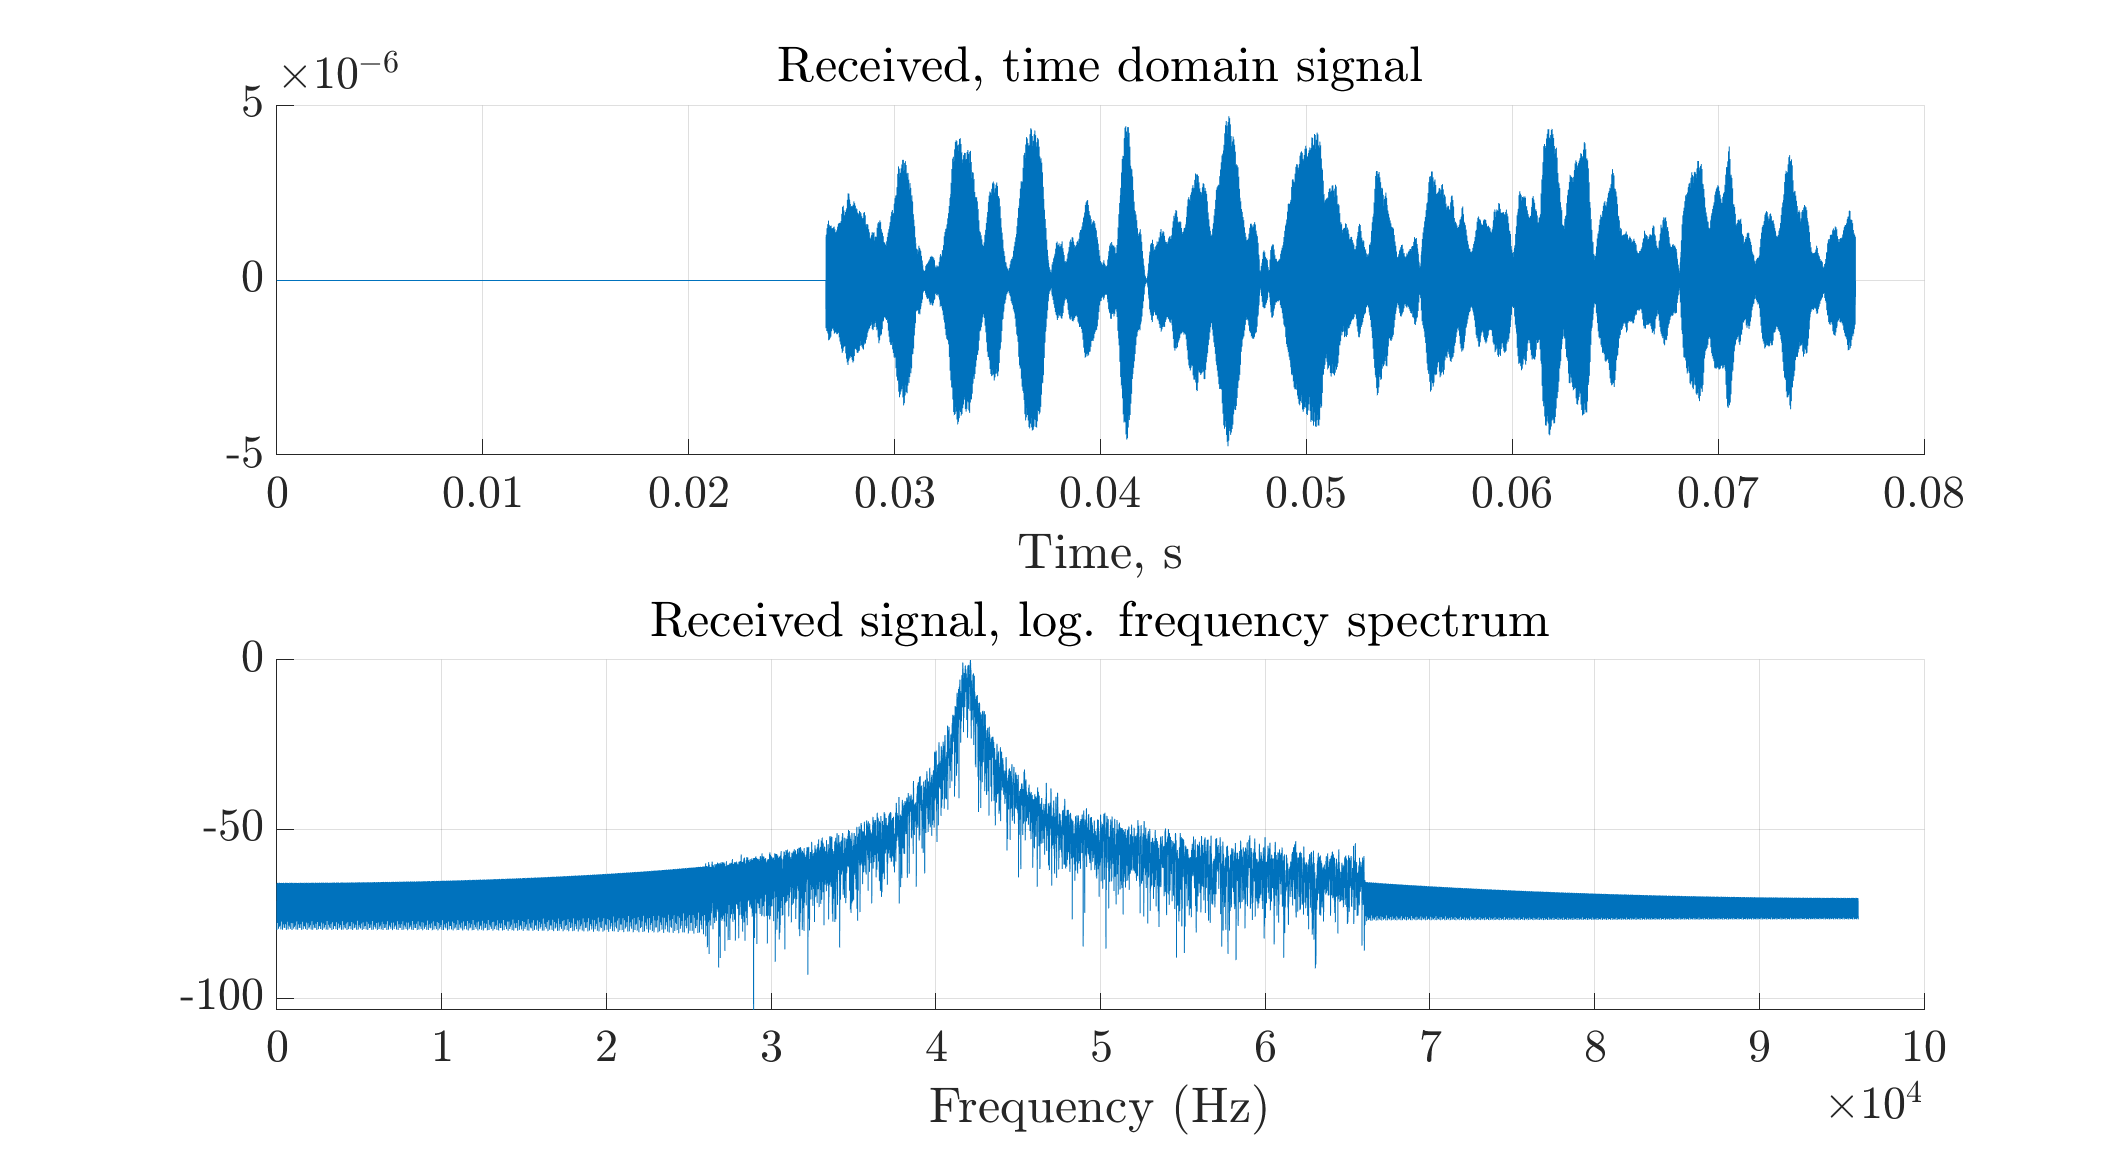 Received, time domain signal
×10⁻⁶
5
0
-5
0 0.01 0.02 0.03 0.04 0.05 0.06 0.07 0.08
Time, s
Received signal, log. frequency spectrum
0
-50
-100
0 1 2 3 4 5 6 7 8 9 10
Frequency (Hz)
×10⁴